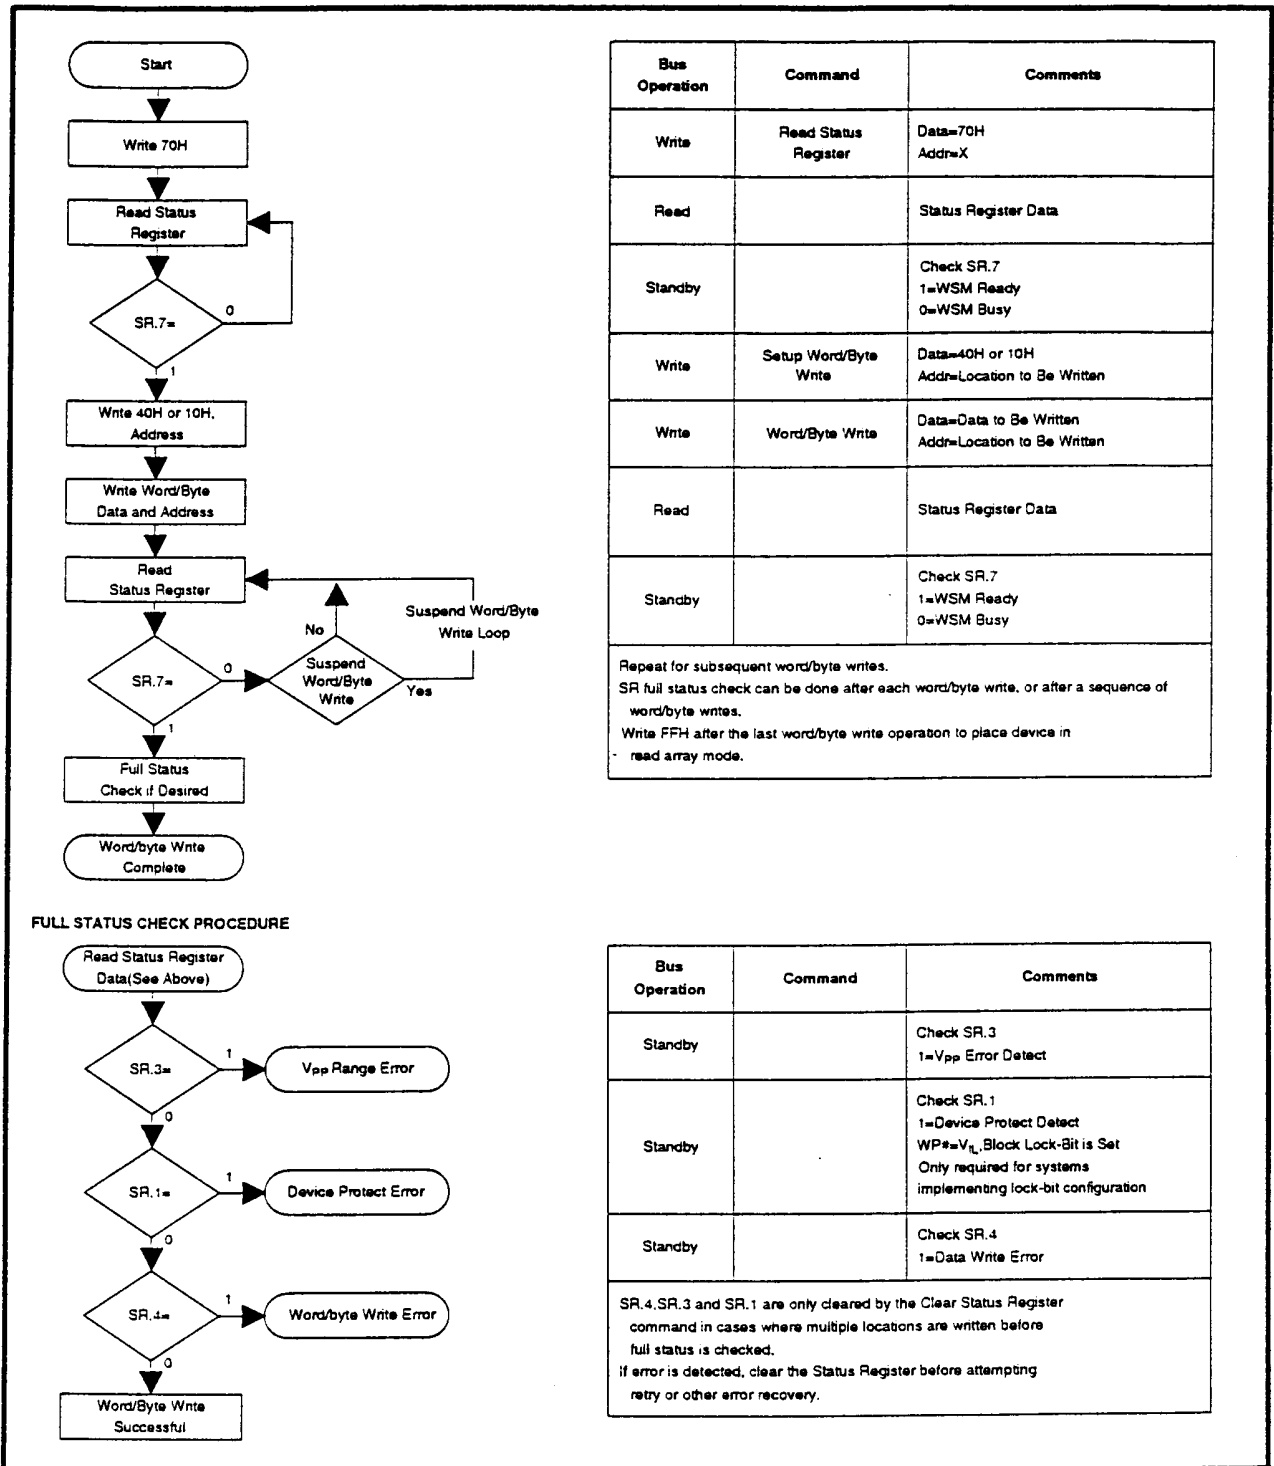 Start
Write 70H
Read Status
Register
SR.7=
0
1
Write 40H or 10H,
Address
Write Word/Byte
Data and Address
Read
Status Register
SR.7=
0
1
No
Suspend
Word/Byte
Write
Yes
Suspend Word/Byte
Write Loop
Full Status
Check if Desired
Word/byte Write
Complete
Bus
Operation
Command
Comments
Write
Read Status
Register
Data=70H
Addr=X
Read
Status Register Data
Standby
Check SR.7
1=WSM Ready
0=WSM Busy
Write
Setup Word/Byte
Write
Data=40H or 10H
Addr=Location to Be Written
Write
Word/Byte Write
Data=Data to Be Written
Addr=Location to Be Written
Read
Status Register Data
Standby
Check SR.7
1=WSM Ready
0=WSM Busy
Repeat for subsequent word/byte writes.
SR full status check can be done after each word/byte write, or after a sequence of
word/byte writes.
Write FFH after the last word/byte write operation to place device in
read array mode.
FULL STATUS CHECK PROCEDURE
Read Status Register
Data(See Above)
SR.3=
1
VPP Range Error
0
SR.1=
1
Device Protect Error
0
SR.4=
1
Word/byte Write Error
0
Word/Byte Write
Successful
Bus
Operation
Command
Comments
Standby
Check SR.3
1=VPP Error Detect
Standby
Check SR.1
1=Device Protect Detect
WP#=VIL,Block Lock-Bit is Set
Only required for systems
implementing lock-bit configuration
Standby
Check SR.4
1=Data Write Error
SR.4,SR.3 and SR.1 are only cleared by the Clear Status Register
command in cases where multiple locations are written before
full status is checked.
If error is detected, clear the Status Register before attempting
retry or other error recovery.